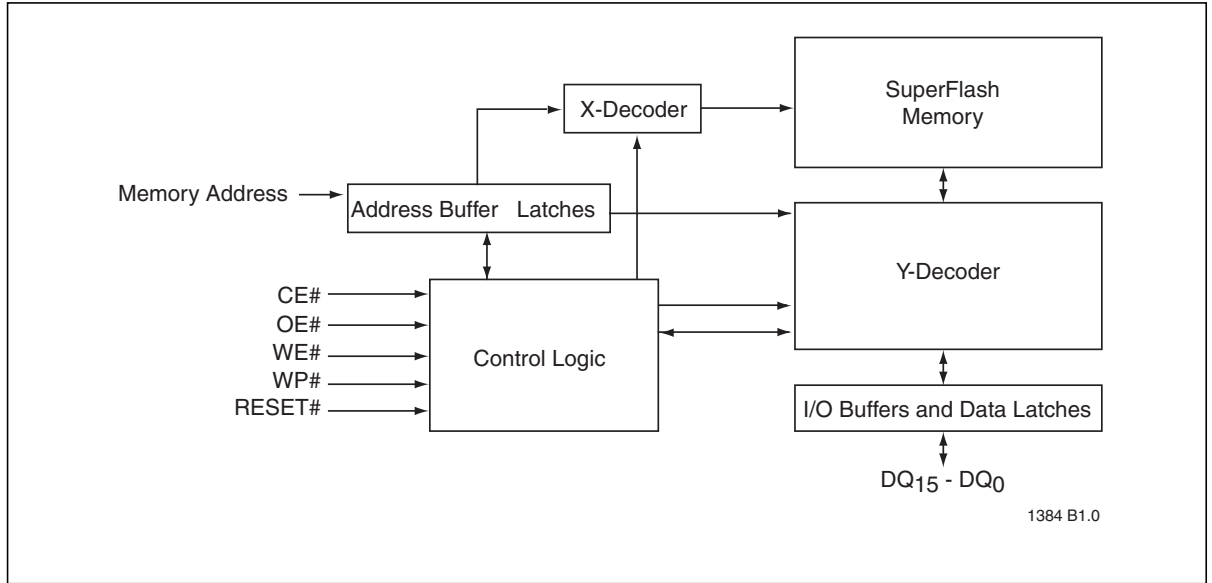 X-Decoder
SuperFlash
Memory
Memory Address
Address Buffer Latches
Y-Decoder
CE#
OE#
WE#
WP#
RESET#
Control Logic
I/O Buffers and Data Latches
DQ15 - DQ0
1384 B1.0